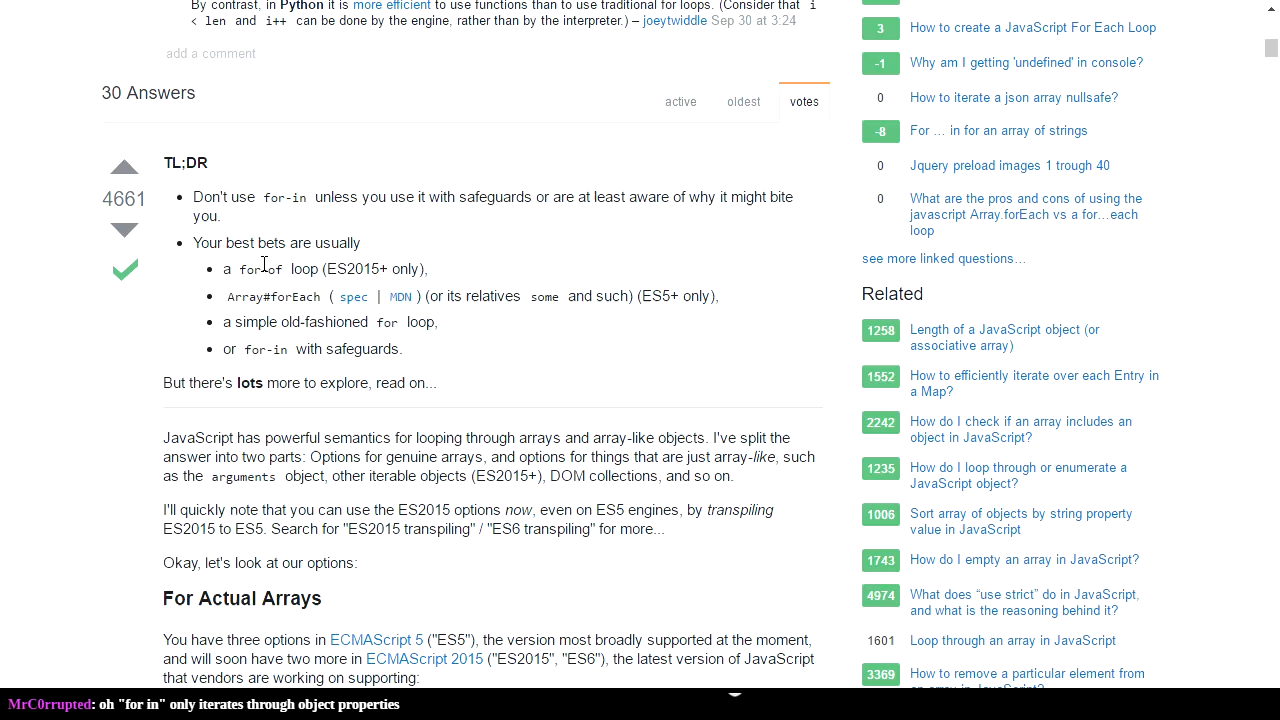 By contrast, in Python it is more efficient to use functions than to use traditional for loops. (Consider that i
< len and i++ can be done by the engine, rather than by the interpreter.) – joeytwiddle Sep 30 at 3:24
add a comment
30 Answers
active oldest votes
4661
TL;DR
Don't use for-in unless you use it with safeguards or are at least aware of why it might bite
you.
Your best bets are usually
a for-of loop (ES2015+ only),
Array#forEach ( spec | MDN ) (or its relatives some and such) (ES5+ only),
a simple old-fashioned for loop,
or for-in with safeguards.
But there's lots more to explore, read on...
JavaScript has powerful semantics for looping through arrays and array-like objects. I've split the
answer into two parts: Options for genuine arrays, and options for things that are just array-like, such
as the arguments object, other iterable objects (ES2015+), DOM collections, and so on.
I'll quickly note that you can use the ES2015 options now, even on ES5 engines, by transpiling
ES2015 to ES5. Search for "ES2015 transpiling" / "ES6 transpiling" for more...
Okay, let's look at our options:
For Actual Arrays
You have three options in ECMAScript 5 ("ES5"), the version most broadly supported at the moment,
and will soon have two more in ECMAScript 2015 ("ES2015", "ES6"), the latest version of JavaScript
that vendors are working on supporting:
3 How to create a JavaScript For Each Loop
-1 Why am I getting 'undefined' in console?
0 How to iterate a json array nullsafe?
-8 For … in for an array of strings
0 Jquery preload images 1 trough 40
0 What are the pros and cons of using the
javascript Array.forEach vs a for…each
loop
see more linked questions…
Related
1258 Length of a JavaScript object (or
associative array)
1552 How to efficiently iterate over each Entry in
a Map?
2242 How do I check if an array includes an
object in JavaScript?
1235 How do I loop through or enumerate a
JavaScript object?
1006 Sort array of objects by string property
value in JavaScript
1743 How do I empty an array in JavaScript?
4974 What does “use strict” do in JavaScript,
and what is the reasoning behind it?
1601 Loop through an array in JavaScript
3369 How to remove a particular element from
an array in JavaScript?
MrC0rrupted: oh "for in" only iterates through object properties